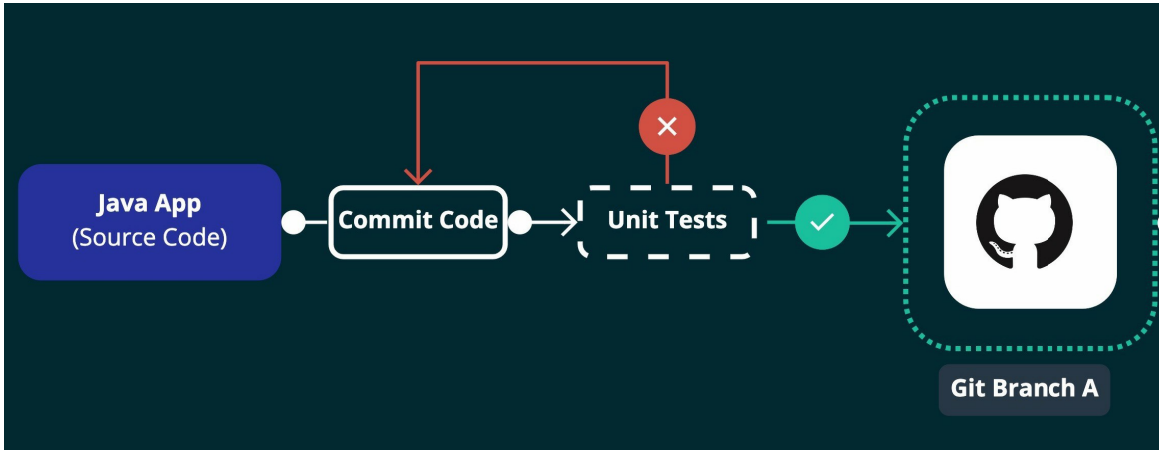 Java App
(Source Code)
Commit Code
Unit Tests
Git Branch A